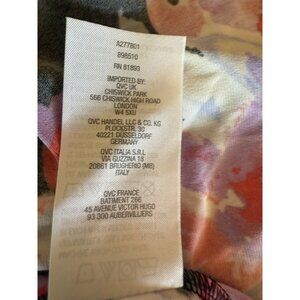 A277801
898510
RN 81893
IMPORTED BY:
QVC UK
CHISWICK PARK
566 CHISWICK HIGH ROAD
LONDON
W4 5XU
QVC HANDEL LLC & CO. KG
PLOCKSTR. 30
40221 DÜSSELDORF
GERMANY
QVC ITALIA S.R.L
VIA GUZZINA 18
20861 BRUGHERIO (MB)
ITALY
QVC FRANCE
BATIMENT 266
45 AVENUE VICTOR HUGO
93 300 AUBERVILLIERS